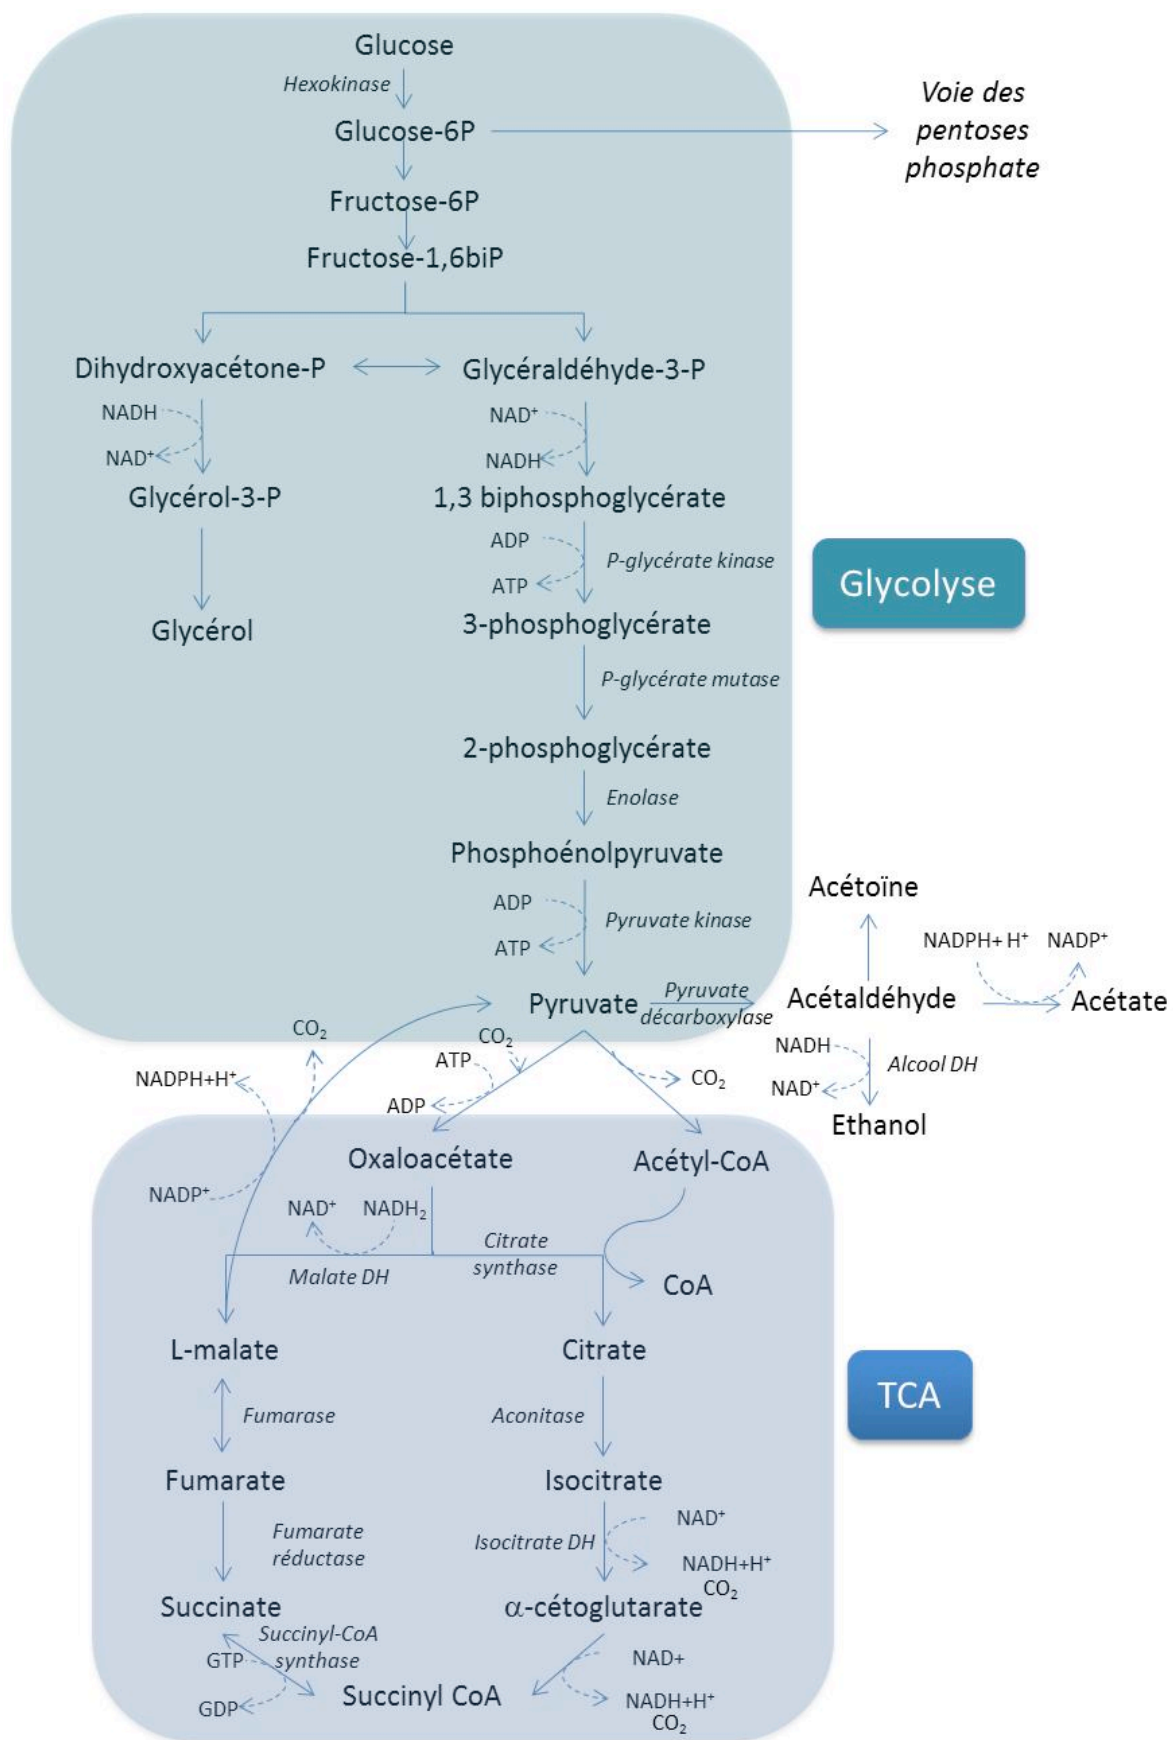 Glucose
Hexokinase
Glucose-6P
Voie des
pentoses
phosphate
Fructose-6P
Fructose-1,6biP
Dihydroxyacétone-P
Glycéraldéhyde-3-P
NADH
NAD⁺
NAD⁺
NADH
Glycérol-3-P
1,3 biphosphoglycérate
ADP
P-glycérate kinase
ATP
Glycolyse
Glycérol
3-phosphoglycérate
P-glycérate mutase
2-phosphoglycérate
Enolase
Phosphoénolpyruvate
Acétoïne
ADP
Pyruvate kinase
ATP
NADPH+ H⁺
NADP⁺
Pyruvate
Pyruvate
décarboxylase
Acétaldéhyde
Acétate
CO₂
CO₂
ATP
NADH
Alcool DH
NADPH+H⁺
CO₂
NAD⁺
ADP
Ethanol
Oxaloacétate
Acétyl-CoA
NADP⁺
NAD⁺
NADH₂
Citrate
synthase
Malate DH
CoA
L-malate
Citrate
TCA
Fumarase
Aconitase
Fumarate
Isocitrate
NAD⁺
Fumarate
réductase
Isocitrate DH
NADH+H⁺
CO₂
Succinate
α-cétoglutarate
Succinyl-CoA
synthase
GTP
NAD+
Succinyl CoA
GDP
NADH+H⁺
CO₂